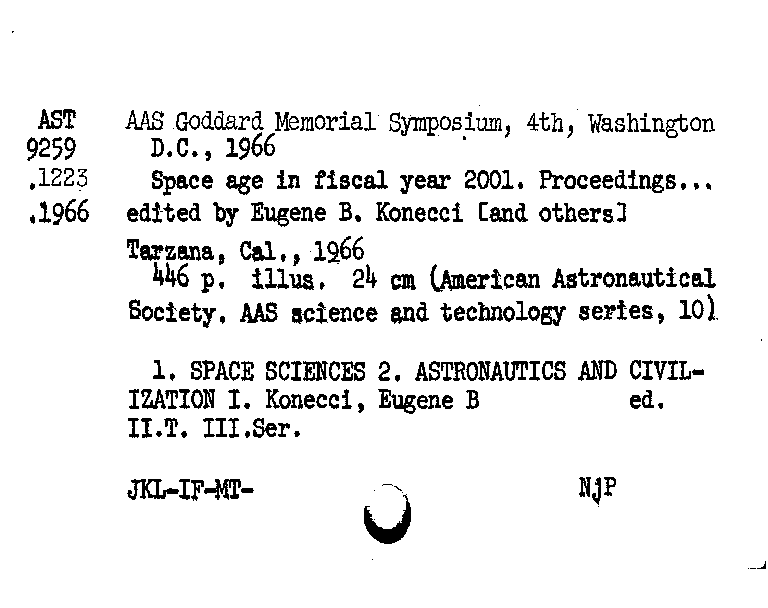 AST AAS Goddard Memorial Symposium, 4th, Washington
9259 D.C., 1966
.1223 Space age in fiscal year 2001. Proceedings...
.1966 edited by Eugene B. Konecci [and others]
Tarzana, Cal., 1966
446 p. illus. 24 cm (American Astronautical
Society. AAS science and technology series, 10)
1. SPACE SCIENCES 2. ASTRONAUTICS AND CIVIL-
IZATION I. Konecci, Eugene B ed.
II.T. III.Ser.
JKL-IF-MT- NjP